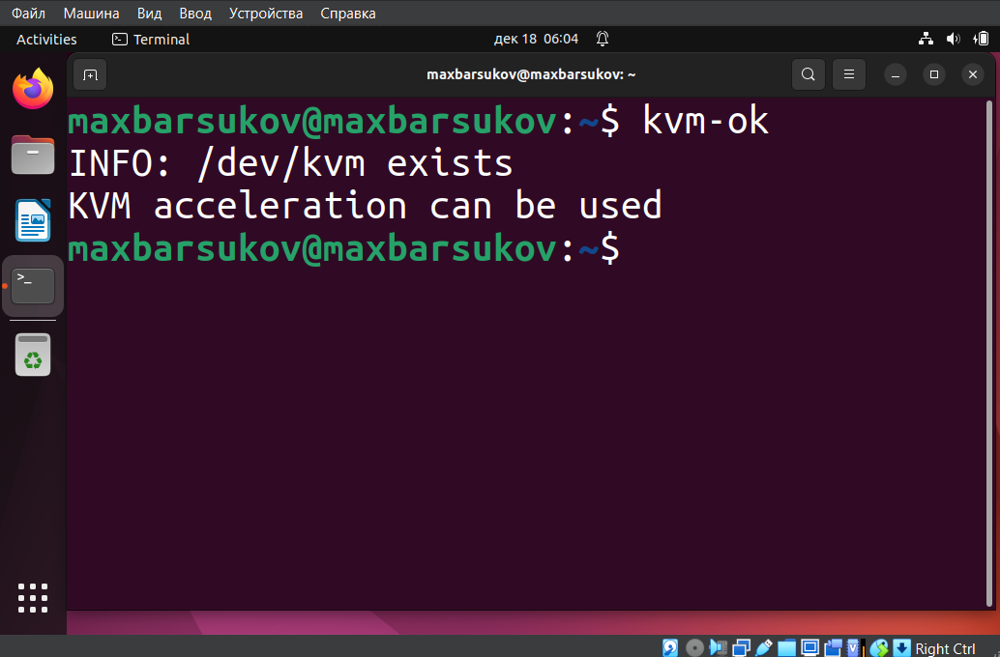 Файл Машина Вид Ввод Устройства Справка
Activities Terminal дек 18 06:04
maxbarsukov@maxbarsukov: ~
maxbarsukov@maxbarsukov:~$ kvm-ok
INFO: /dev/kvm exists
KVM acceleration can be used
maxbarsukov@maxbarsukov:~$
Right Ctrl